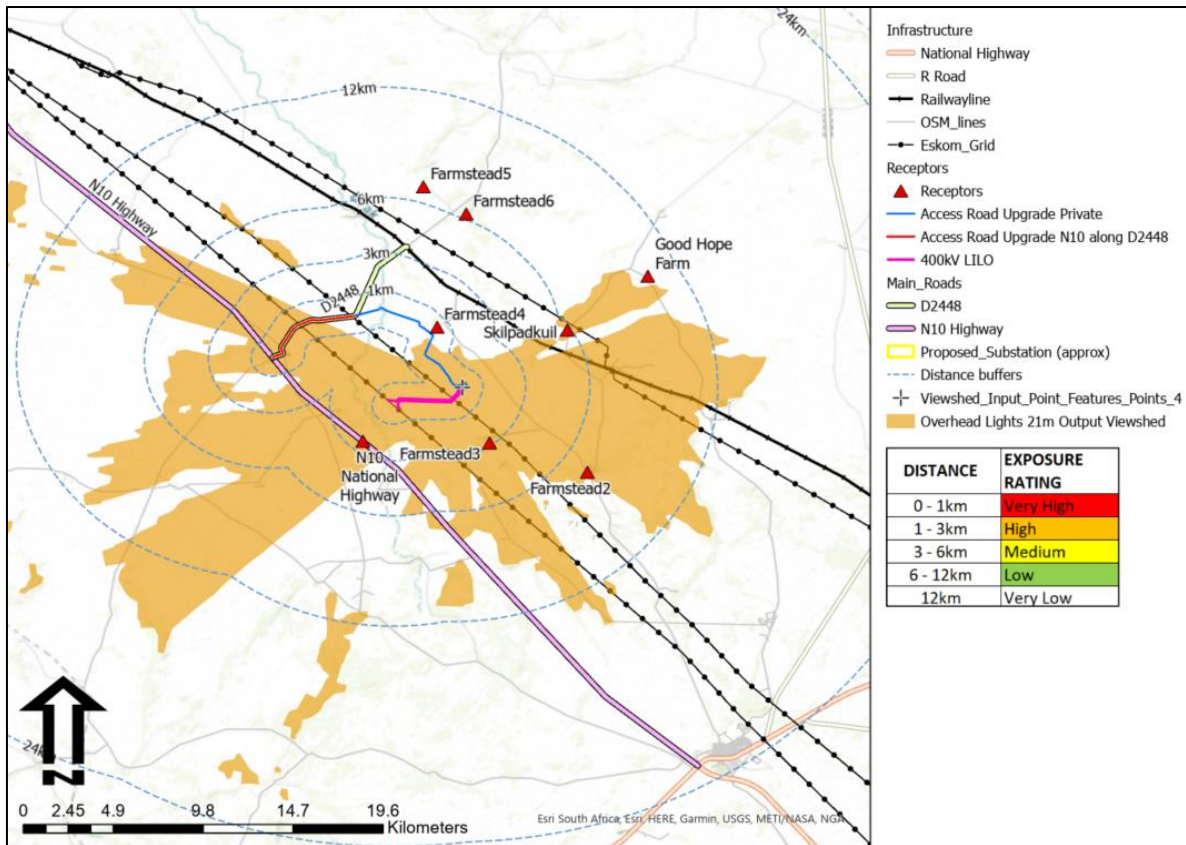 24km
12km
N10 Highway
Farmstead5
6km
Farmstead6
3km
Good Hope
Farm
1km
D2448
Farmstead4
Skilpadkuil
N10
National
Highway
Farmstead3
Farmstead2
24km
N
0 2.45 4.9 9.8 14.7 19.6
Kilometers
Esri South Africa, Esri, HERE, Garmin, USGS, METI/NASA, NGA
Infrastructure
National Highway
R Road
Railwayline
OSM_lines
Eskom_Grid
Receptors
Receptors
Access Road Upgrade Private
Access Road Upgrade N10 along D2448
400kV LILO
Main_Roads
D2448
N10 Highway
Proposed_Substation (approx)
Distance buffers
Viewshed_Input_Point_Features_Points_4
Overhead Lights 21m Output Viewshed
DISTANCE EXPOSURE RATING
0 - 1km Very High
1 - 3km High
3 - 6km Medium
6 - 12km Low
12km Very Low